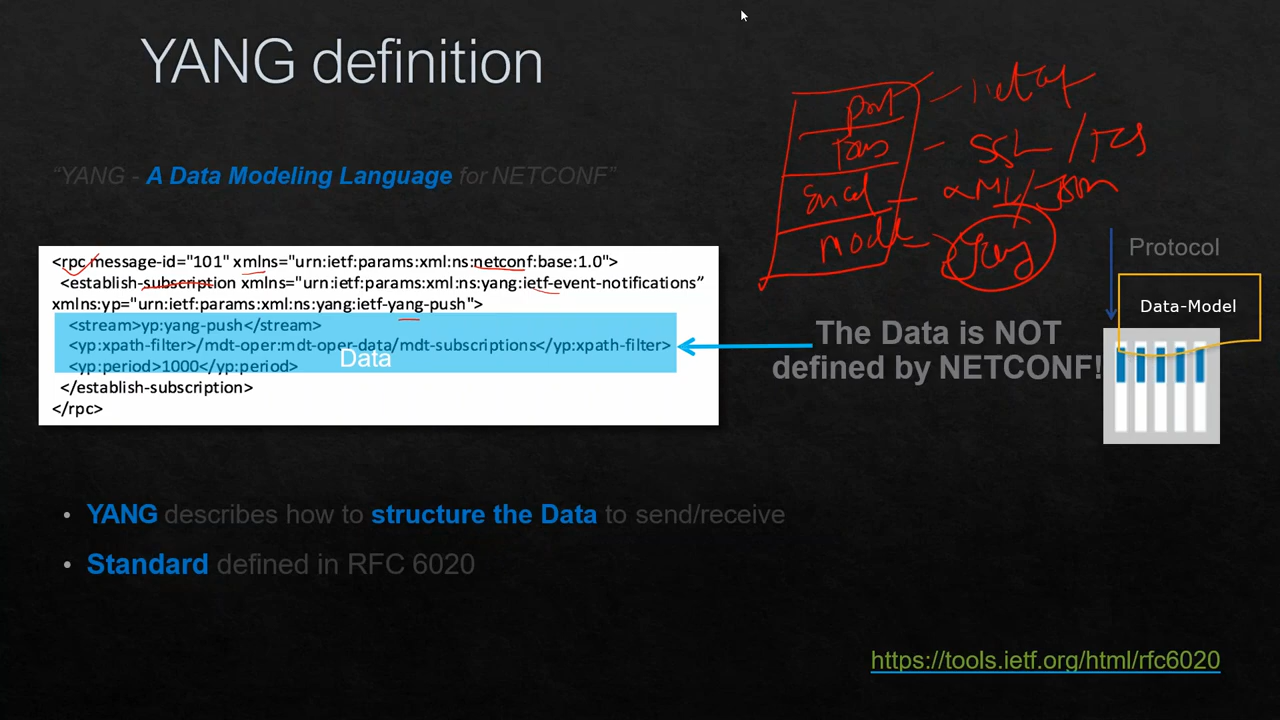 YANG definition
"YANG - A Data Modeling Language for NETCONF"
<rpc message-id="101" xmlns="urn:ietf:params:xml:ns:netconf:base:1.0">
<establish-subscription xmlns="urn:ietf:params:xml:ns:yang:ietf-event-notifications”
xmlns:yp="urn:ietf:params:xml:ns:yang:ietf-yang-push">
<stream>yp:yang-push</stream>
<yp:xpath-filter>/mdt-oper:mdt-oper-data/mdt-subscriptions</yp:xpath-filter>
<yp:period>1000</yp:period>
Data
</establish-subscription>
</rpc>
SSL /
XML/JSON
Yang
Protocol
Data-Model
The Data is NOT
defined by NETCONF!
• YANG describes how to structure the Data to send/receive
• Standard defined in RFC 6020
https://tools.ietf.org/html/rfc6020